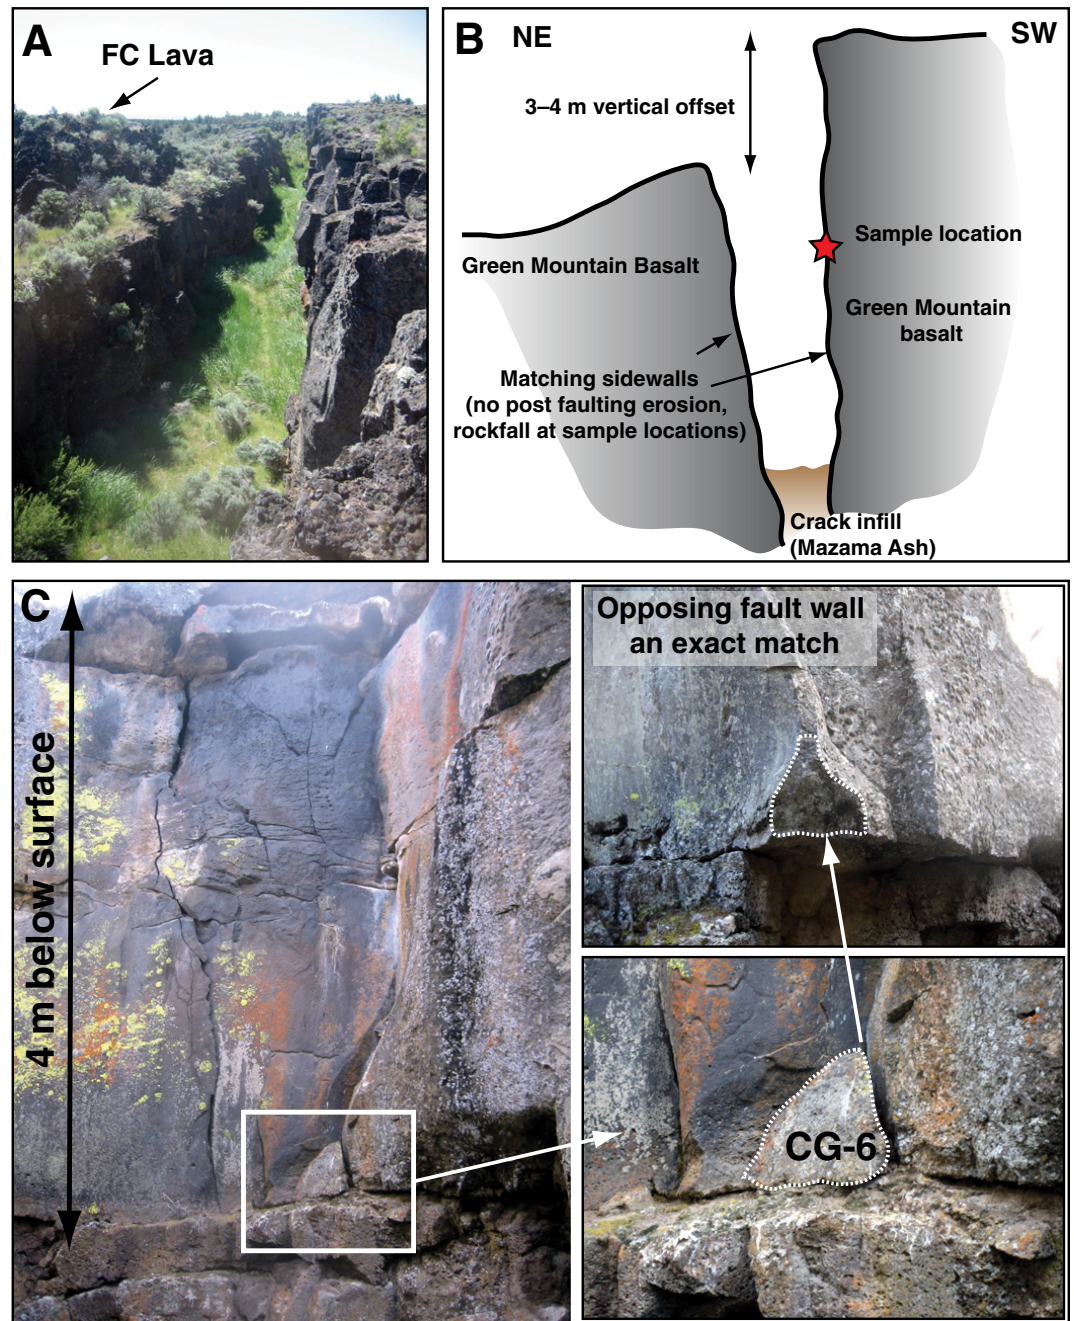 A
FC Lava
B
NE
SW
3–4 m vertical offset
Sample location
Green Mountain Basalt
Green Mountain
basalt
Matching sidewalls
(no post faulting erosion,
rockfall at sample locations)
Crack infill
(Mazama Ash)
C
4 m below surface
Opposing fault wall
an exact match
CG-6